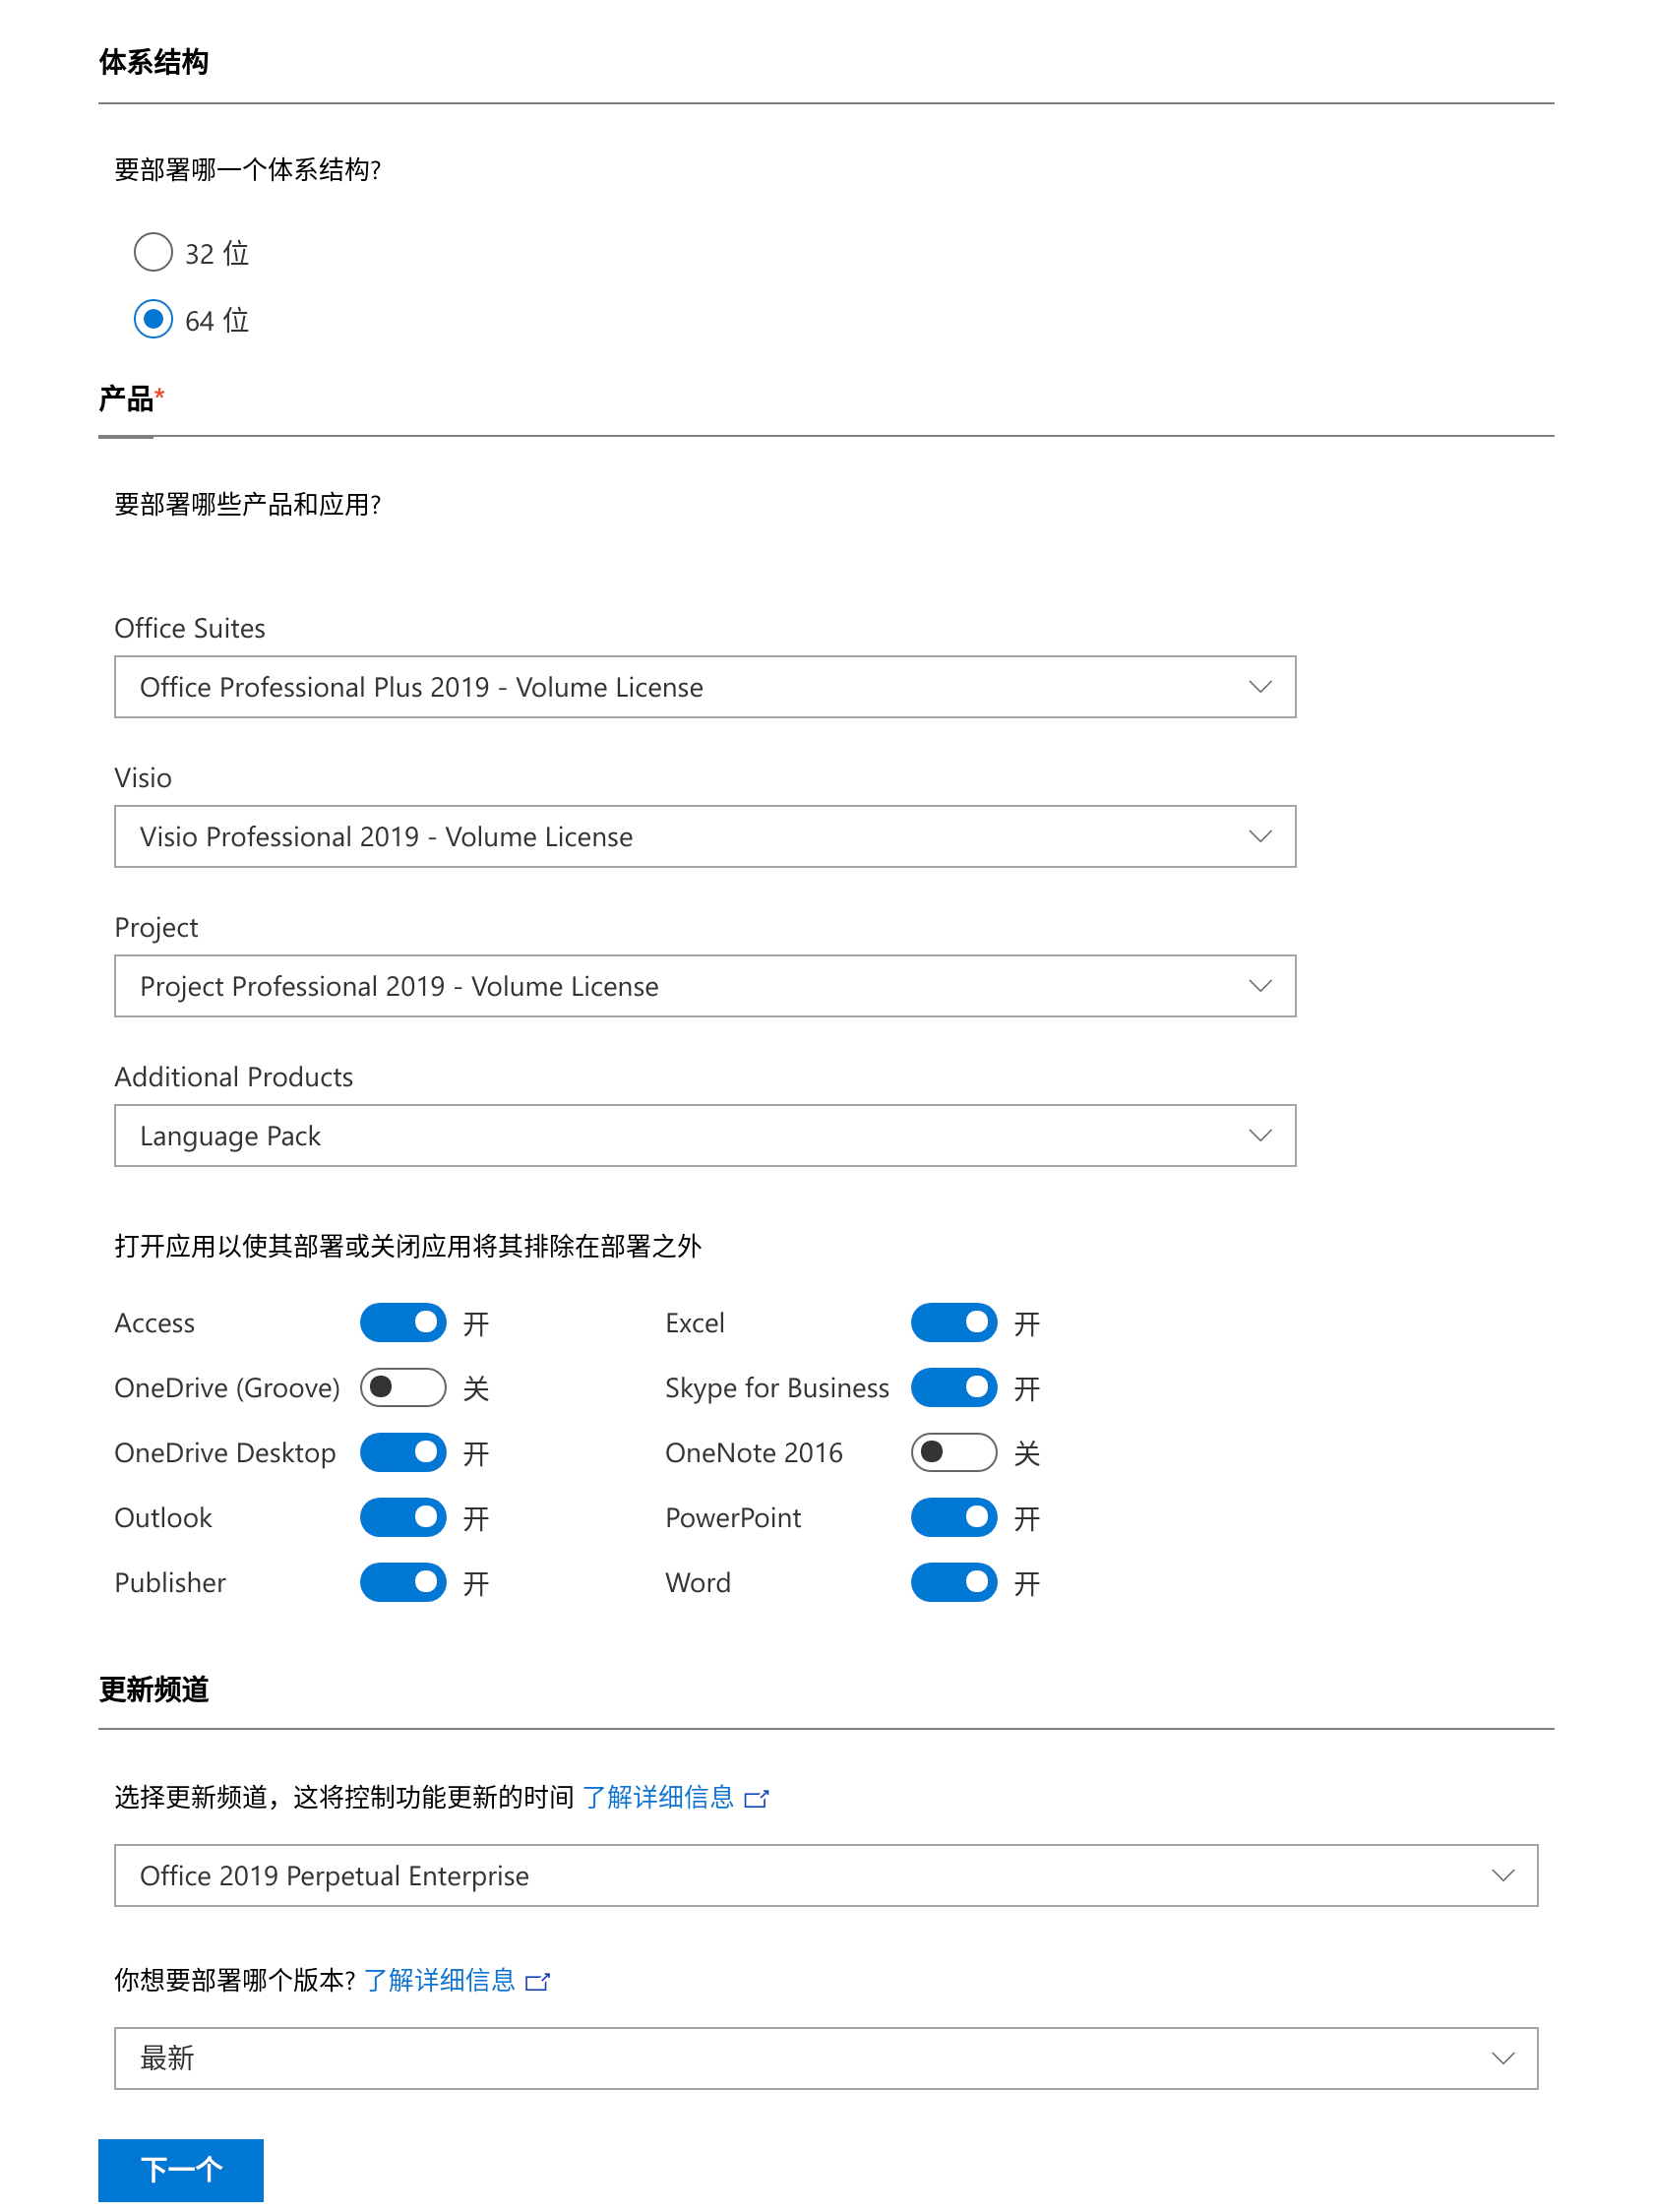 体系结构
要部署哪一个体系结构?
32 位
64 位
产品*
要部署哪些产品和应用?
Office Suites
Office Professional Plus 2019 - Volume License
Visio
Visio Professional 2019 - Volume License
Project
Project Professional 2019 - Volume License
Additional Products
Language Pack
打开应用以使其部署或关闭应用将其排除在部署之外
Access 开 Excel 开
OneDrive (Groove) 关 Skype for Business 开
OneDrive Desktop 开 OneNote 2016 关
Outlook 开 PowerPoint 开
Publisher 开 Word 开
更新频道
选择更新频道，这将控制功能更新的时间 了解详细信息
Office 2019 Perpetual Enterprise
你想要部署哪个版本? 了解详细信息
最新
下一个